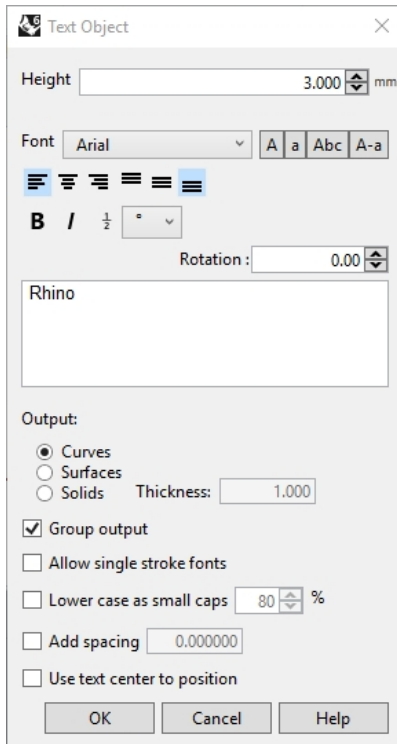 6 Text Object
Height 3.000 mm
Font Arial A a Abc A-a
B I 1/2 °
Rotation : 0.00
Rhino
Output:
Curves
Surfaces
Solids Thickness: 1.000
Group output
Allow single stroke fonts
Lower case as small caps 80 %
Add spacing 0.000000
Use text center to position
OK Cancel Help